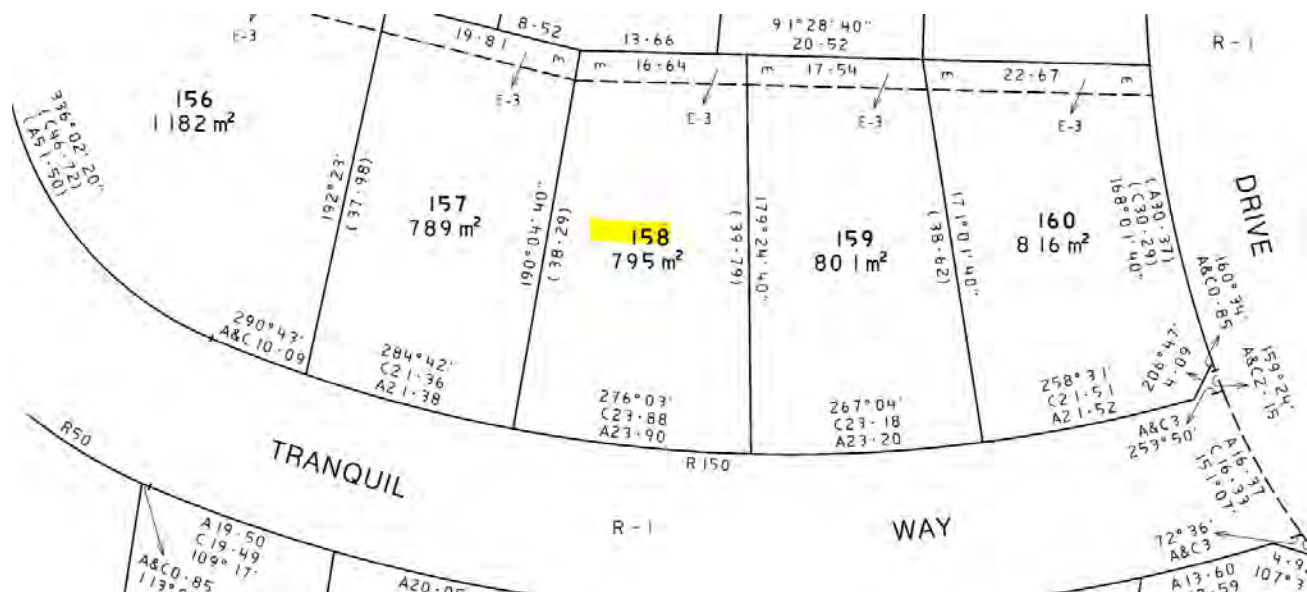 8·52
91°28'40"
20·52
13·66
R-1
19·81
m
m
16·64
m
17·54
m
22·67
m
E-3
E-3
E-3
E-3
E-3
156
1182 m²
336°02'20"
(C46·72)
(A51·50)
192°23'
(37·98)
157
789 m²
190°04'40"
(38·29)
158
795 m²
179°24'40"
(39·79)
159
801 m²
171°01'40"
(38·62)
160
816 m²
(A30·37)
(C30·29)
168°01'40"
DRIVE
160°34'
A&C0·85
159°24'
A&C2·15
206°47'
4·09
290°43'
A&C10·09
284°42'
C21·36
A21·38
276°03'
C23·88
A23·90
267°04'
C23·18
A23·20
258°31'
C21·51
A21·52
A&C3
253°50'
A16·37
C16·33
151°07'
R50
TRANQUIL
R150
R-1
WAY
72°36'
A&C3
A19·50
C19·49
109°17'
A&C0·85
A13·60